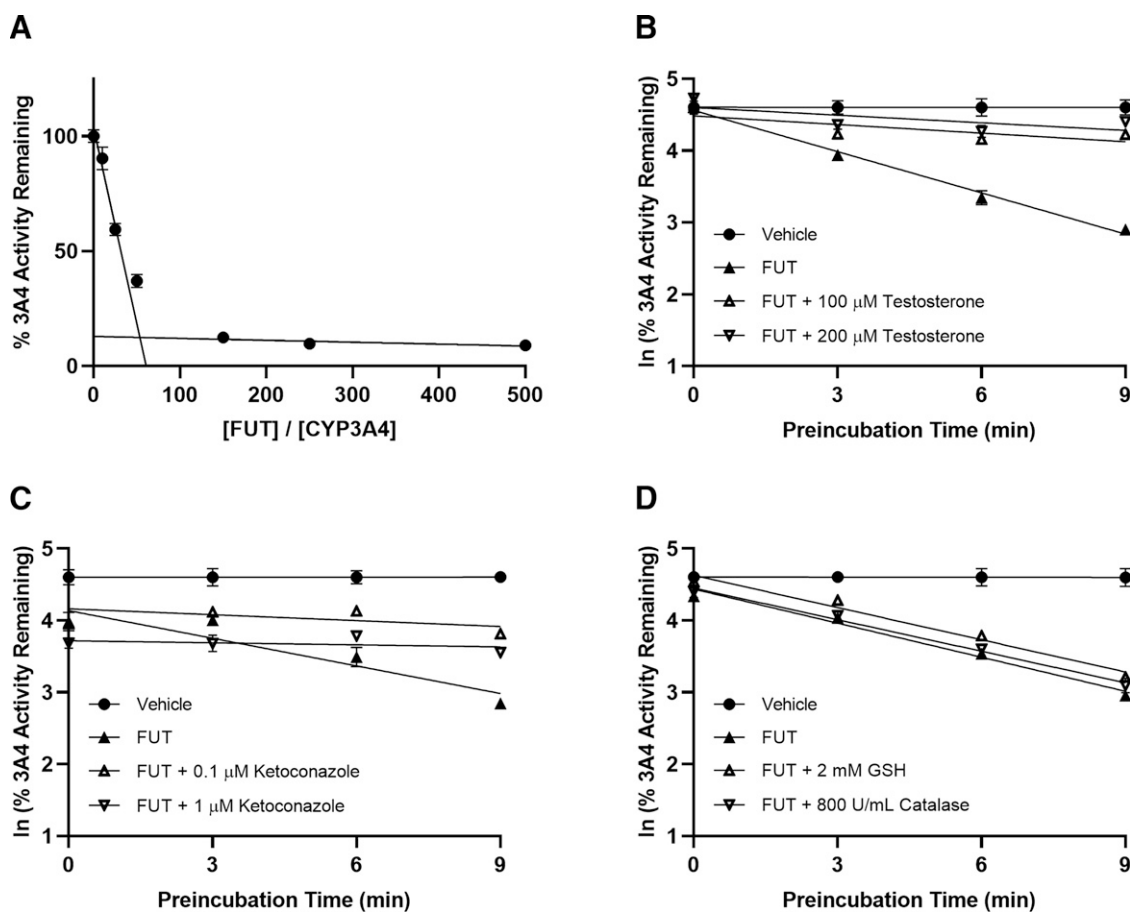 A
% 3A4 Activity Remaining
100
50
0
0 100 200 300 400 500
[FUT] / [CYP3A4]
B
ln (% 3A4 Activity Remaining)
5
4
3
2
1
Vehicle
FUT
FUT + 100 μM Testosterone
FUT + 200 μM Testosterone
0 3 6 9
Preincubation Time (min)
C
ln (% 3A4 Activity Remaining)
5
4
3
2
1
Vehicle
FUT
FUT + 0.1 μM Ketoconazole
FUT + 1 μM Ketoconazole
0 3 6 9
Preincubation Time (min)
D
ln (% 3A4 Activity Remaining)
5
4
3
2
1
Vehicle
FUT
FUT + 2 mM GSH
FUT + 800 U/mL Catalase
0 3 6 9
Preincubation Time (min)